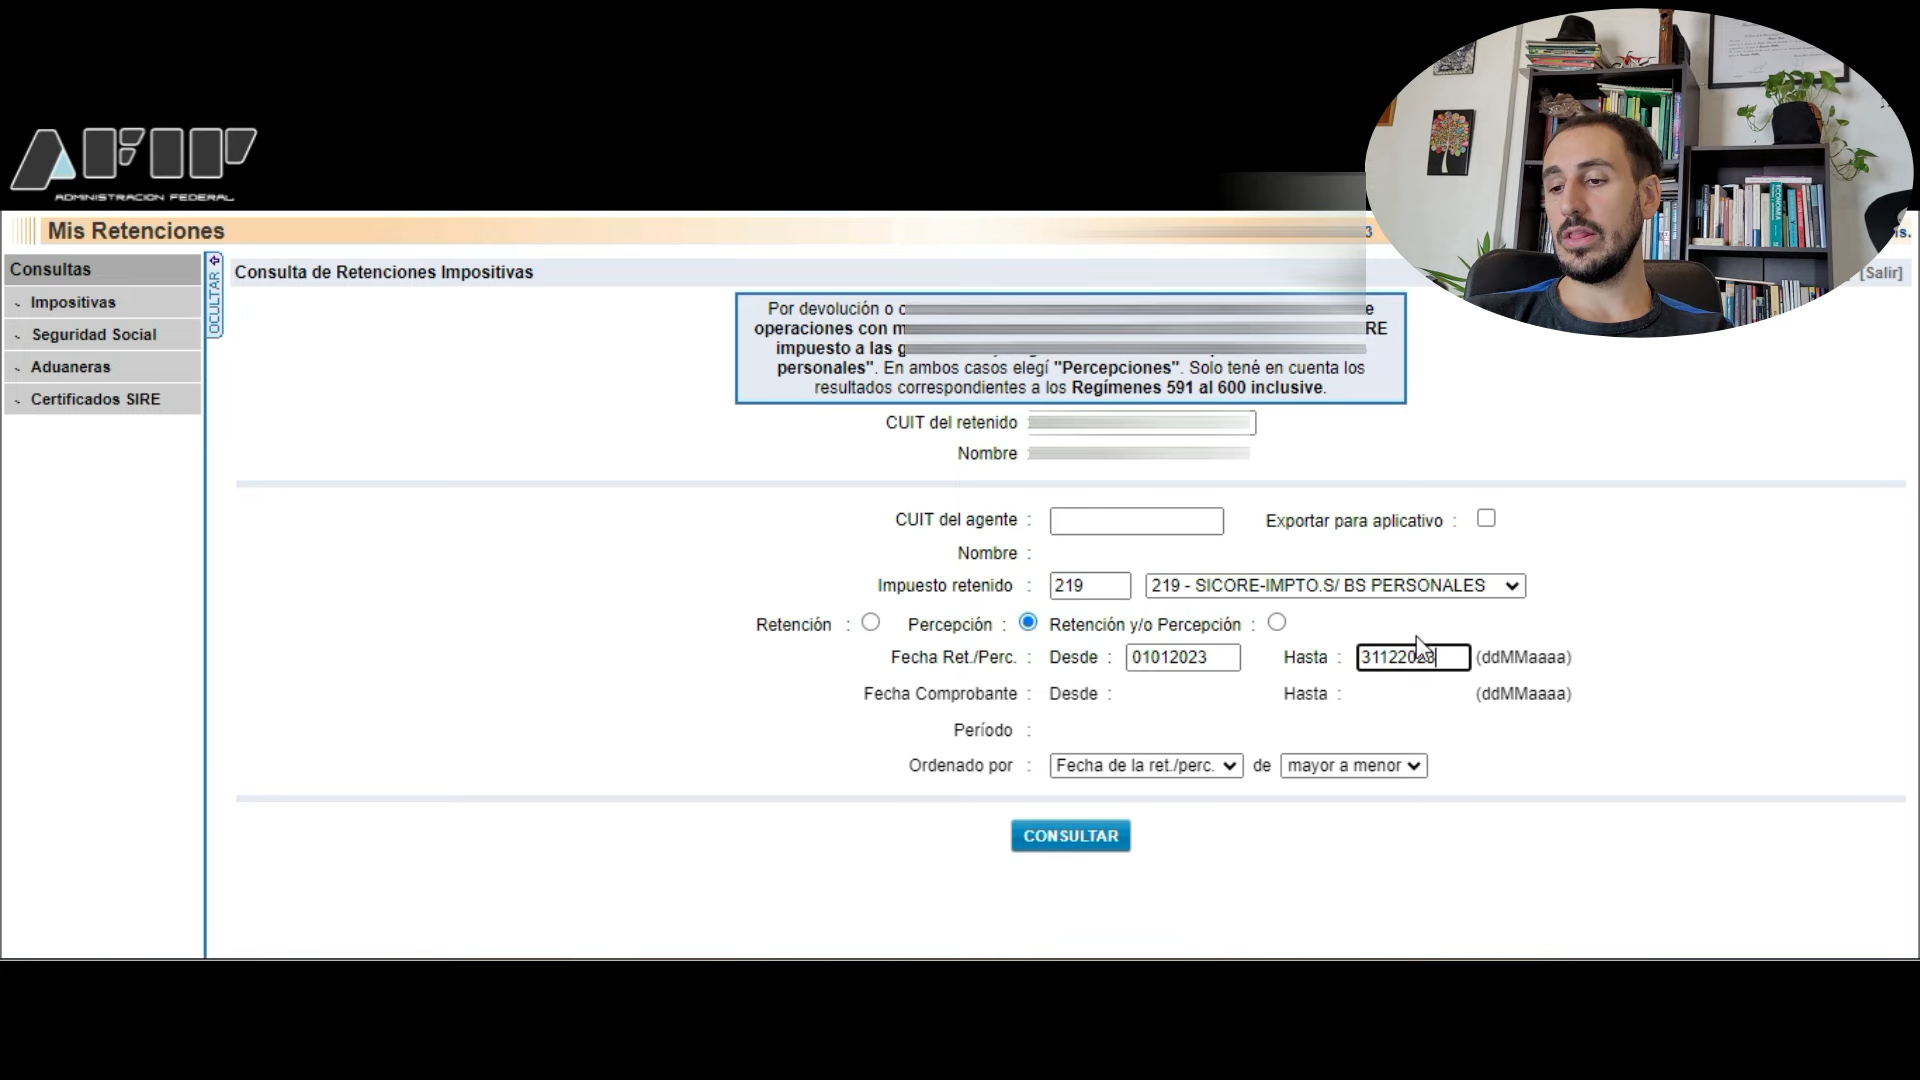 AFIP
ADMINISTRACION FEDERAL
Mis Retenciones
Consultas
Impositivas
Seguridad Social
Aduaneras
Certificados SIRE
OCULTAR
Consulta de Retenciones Impositivas
[Salir]
Por devolución o
operaciones con
RE
impuesto a las
personales". En ambos casos elegí "Percepciones". Solo tené en cuenta los
resultados correspondientes a los Regímenes 591 al 600 inclusive.
CUIT del retenido
Nombre
CUIT del agente :
Exportar para aplicativo :
Nombre :
Impuesto retenido : 219 219 - SICORE-IMPTO.S/ BS PERSONALES
Retención : Percepción : Retención y/o Percepción :
Fecha Ret./Perc. : Desde : 01012023 Hasta : 31122023 (ddMMaaaa)
Fecha Comprobante : Desde : Hasta : (ddMMaaaa)
Período :
Ordenado por : Fecha de la ret./perc. de mayor a menor
CONSULTAR